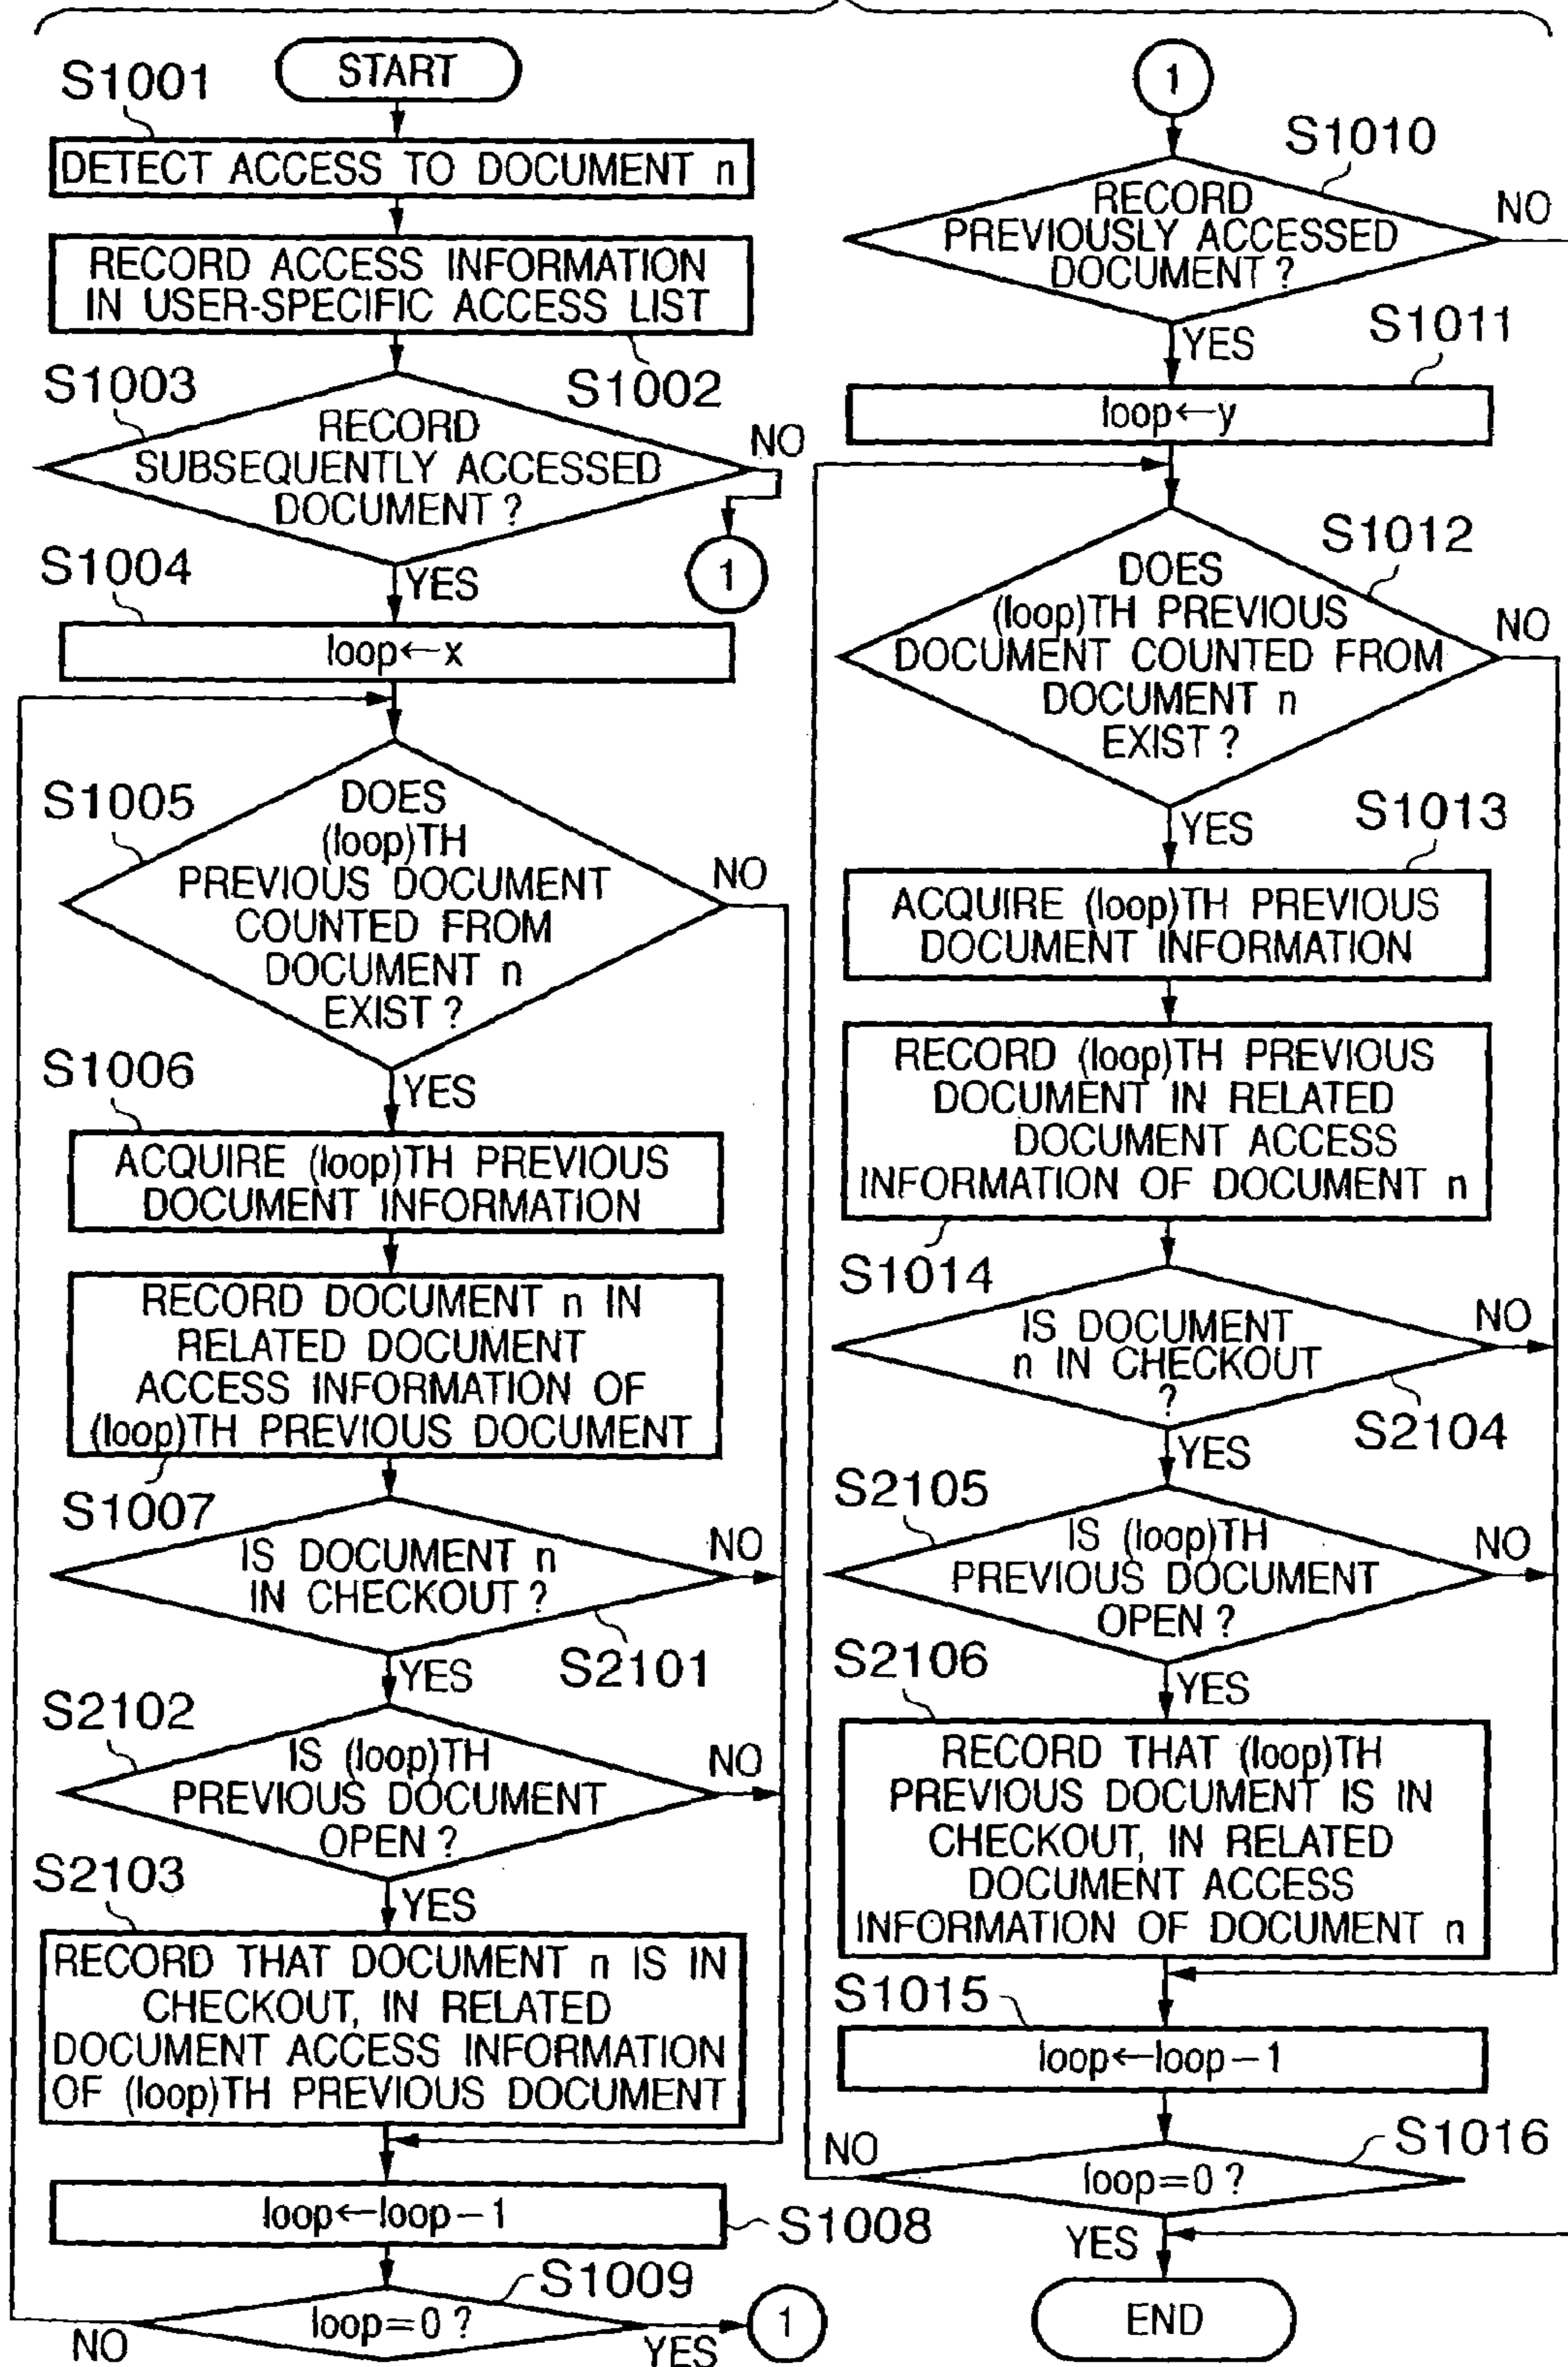 START
S1001
DETECT ACCESS TO DOCUMENT n
RECORD ACCESS INFORMATION
IN USER-SPECIFIC ACCESS LIST
S1002
S1003
RECORD
SUBSEQUENTLY ACCESSED
DOCUMENT ?
NO
1
YES
S1004
loop←x
S1005
DOES
(loop)TH
PREVIOUS DOCUMENT
COUNTED FROM
DOCUMENT n
EXIST ?
NO
YES
S1006
ACQUIRE (loop)TH PREVIOUS
DOCUMENT INFORMATION
RECORD DOCUMENT n IN
RELATED DOCUMENT
ACCESS INFORMATION OF
(loop)TH PREVIOUS DOCUMENT
S1007
IS DOCUMENT n
IN CHECKOUT ?
NO
S2101
YES
S2102
IS (loop)TH
PREVIOUS DOCUMENT
OPEN ?
NO
YES
S2103
RECORD THAT DOCUMENT n IS IN
CHECKOUT, IN RELATED
DOCUMENT ACCESS INFORMATION
OF (loop)TH PREVIOUS DOCUMENT
loop←loop−1
S1008
S1009
loop=0 ?
NO
YES
1
1
S1010
RECORD
PREVIOUSLY ACCESSED
DOCUMENT ?
NO
YES
S1011
loop←y
S1012
DOES
(loop)TH PREVIOUS
DOCUMENT COUNTED FROM
DOCUMENT n
EXIST ?
NO
YES
S1013
ACQUIRE (loop)TH PREVIOUS
DOCUMENT INFORMATION
RECORD (loop)TH PREVIOUS
DOCUMENT IN RELATED
DOCUMENT ACCESS
INFORMATION OF DOCUMENT n
S1014
IS DOCUMENT
n IN CHECKOUT
?
NO
S2104
YES
S2105
IS (loop)TH
PREVIOUS DOCUMENT
OPEN ?
NO
YES
S2106
RECORD THAT (loop)TH
PREVIOUS DOCUMENT IS IN
CHECKOUT, IN RELATED
DOCUMENT ACCESS
INFORMATION OF DOCUMENT n
S1015
loop←loop−1
S1016
loop=0 ?
NO
YES
END